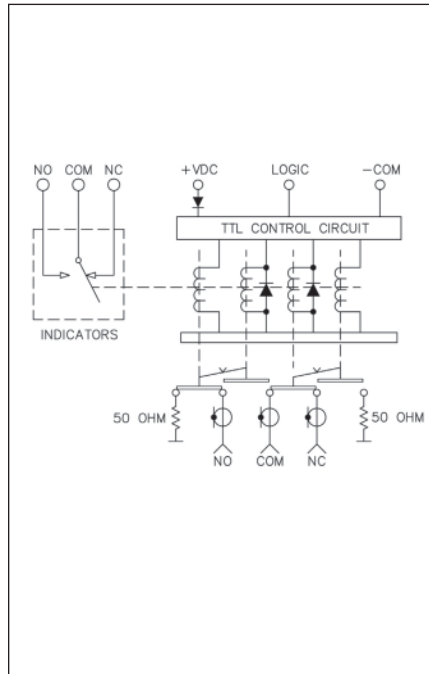 NO COM NC +VDC LOGIC -COM
TTL CONTROL CIRCUIT
INDICATORS
50 OHM 50 OHM
NO COM NC